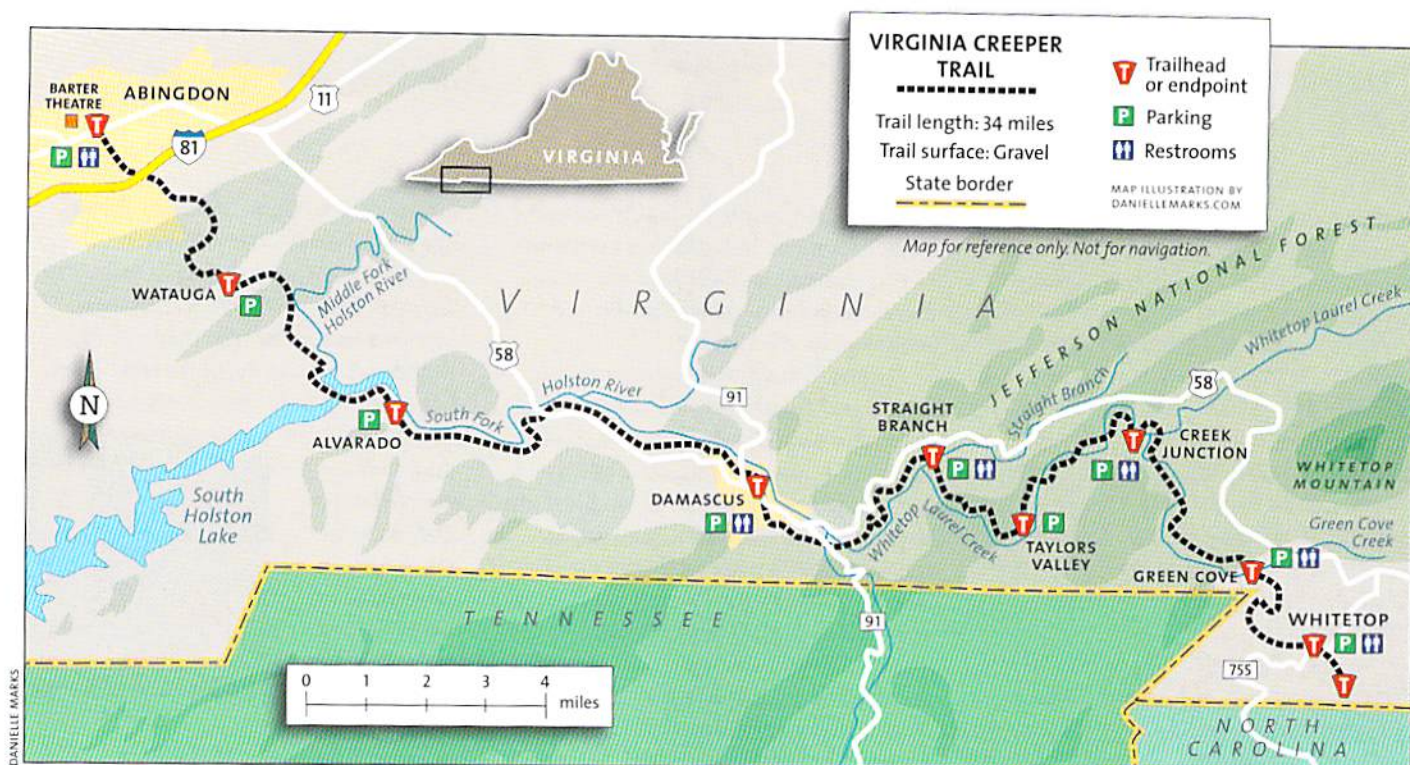 VIRGINIA CREEPER
TRAIL
Trail length: 34 miles
Trail surface: Gravel
State border
T Trailhead
or endpoint
P Parking
Restrooms
MAP ILLUSTRATION BY
DANIELLEMARKS.COM
Map for reference only. Not for navigation.
BARTER
THEATRE
ABINGDON
T
P
11
81
VIRGINIA
WATAUGA
T
P
Middle Fork
Holston River
VIRGINIA
JEFFERSON NATIONAL FOREST
Whitetop Laurel Creek
N
58
Holston River
91
STRAIGHT
BRANCH
T
P
Straight Branch
58
T
P
ALVARADO
South Fork
T
P
CREEK
JUNCTION
WHITETOP
MOUNTAIN
South
Holston
Lake
DAMASCUS
T
P
Whitetop Laurel Creek
T
P
TAYLORS
VALLEY
Green Cove
Creek
GREEN COVE
T
P
TENNESSEE
91
WHITETOP
T
P
755
T
0 1 2 3 4
miles
NORTH
CAROLINA
DANIELLE MARKS